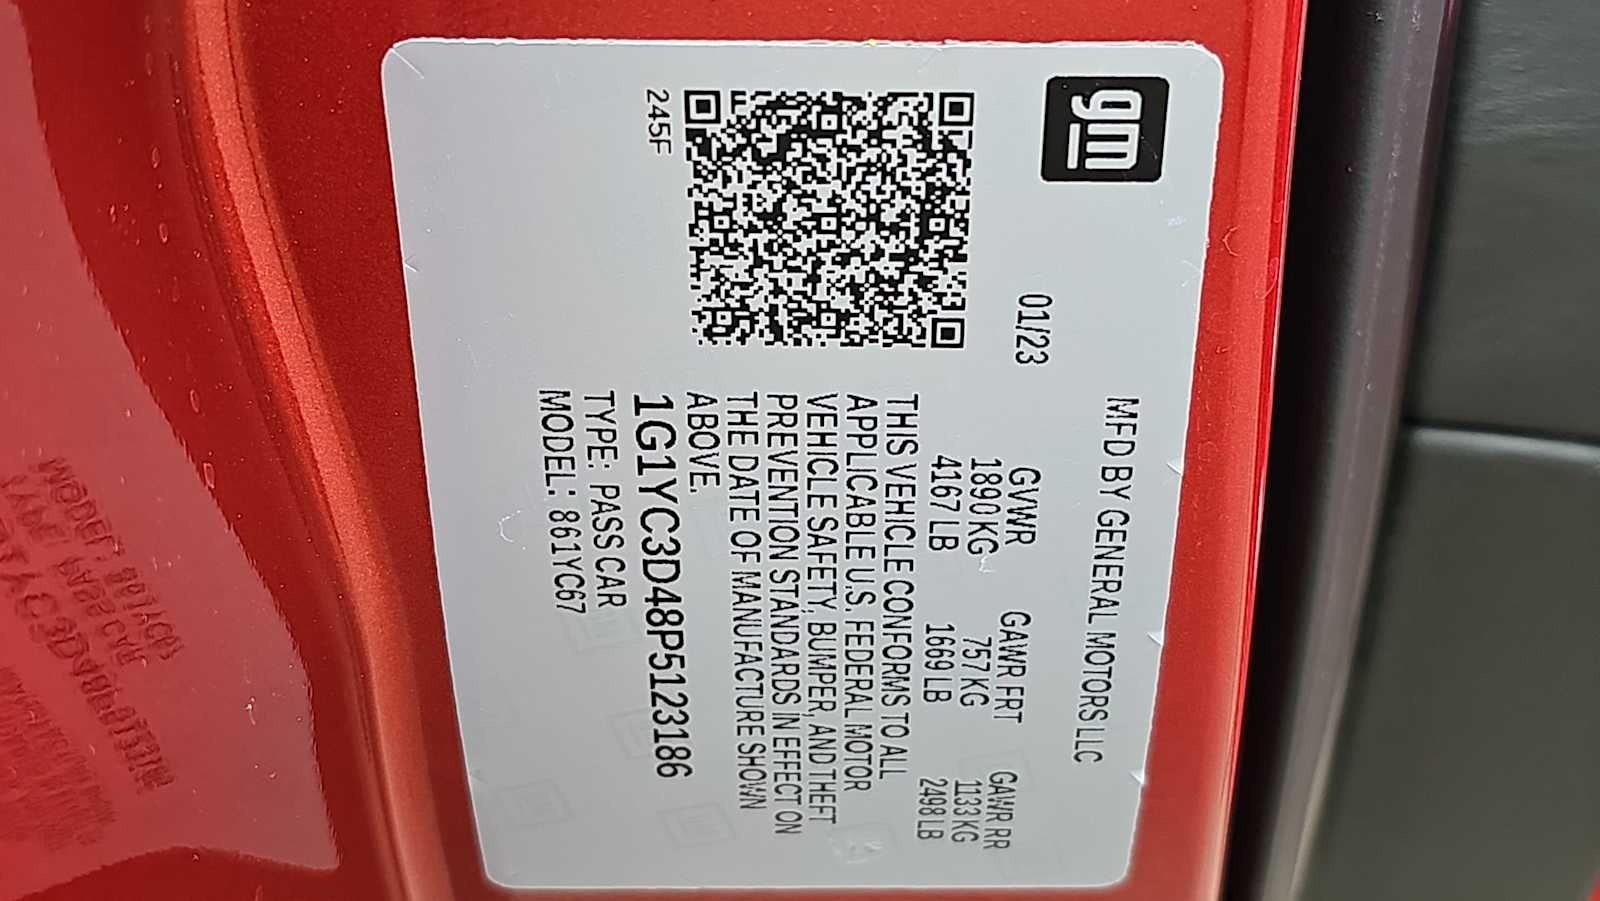 gm
MFD BY GENERAL MOTORS LLC
01/23
GVWR GAWR FRT GAWR RR
1890 KG 757 KG 1133 KG
4167 LB 1669 LB 2498 LB
THIS VEHICLE CONFORMS TO ALL
APPLICABLE U.S. FEDERAL MOTOR
VEHICLE SAFETY, BUMPER, AND THEFT
PREVENTION STANDARDS IN EFFECT ON
THE DATE OF MANUFACTURE SHOWN
ABOVE.
245F
1G1YC3D48P5123186
TYPE: PASS CAR
MODEL: 861YC67